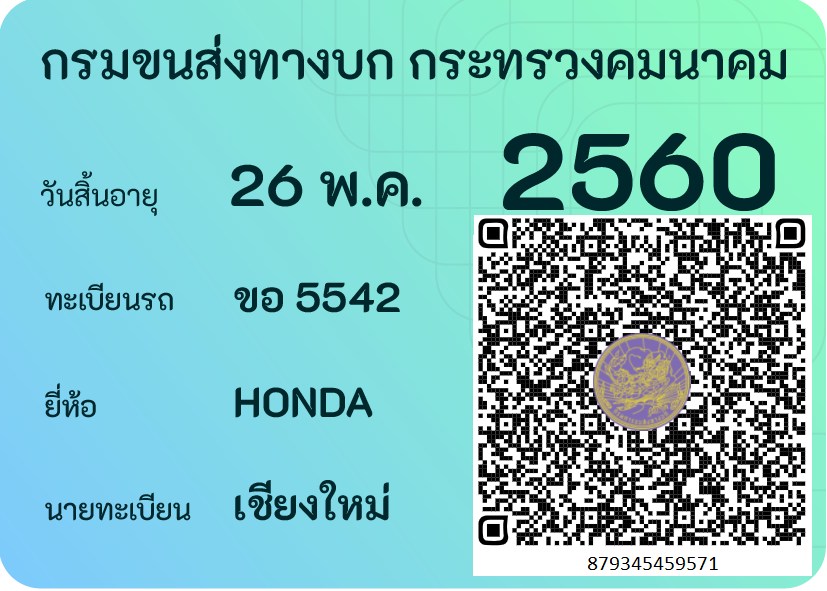 กรมขนส่งทางบก กระทรวงคมนาคม
วันสิ้นอายุ 26 พ.ค. 2560
ทะเบียนรถ ขอ 5542
ยี่ห้อ HONDA
นายทะเบียน เชียงใหม่
879345459571